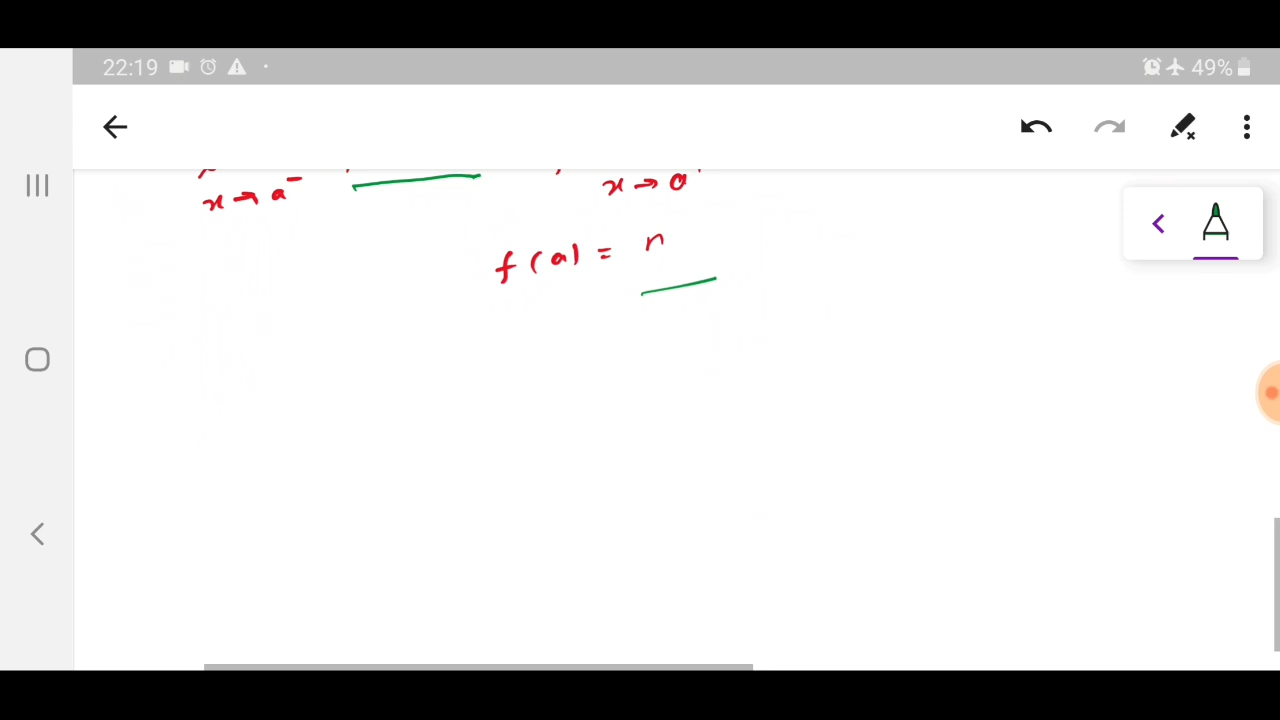 22:19 49%
x → a⁻ x → a
f(a) = n